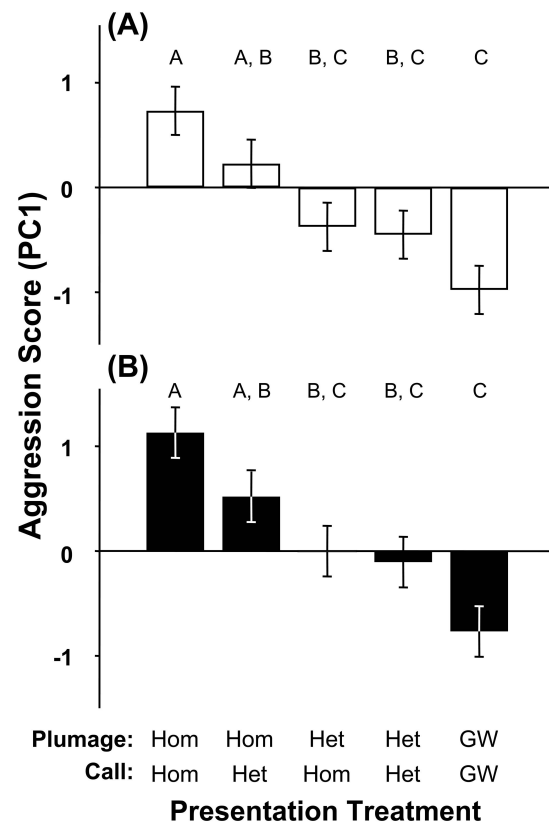 (A)
A A, B B, C B, C C
1
0
-1
Aggression Score (PC1)
(B)
A A, B B, C B, C C
1
0
-1
Plumage: Hom Hom Het Het GW
Call: Hom Het Hom Het GW
Presentation Treatment